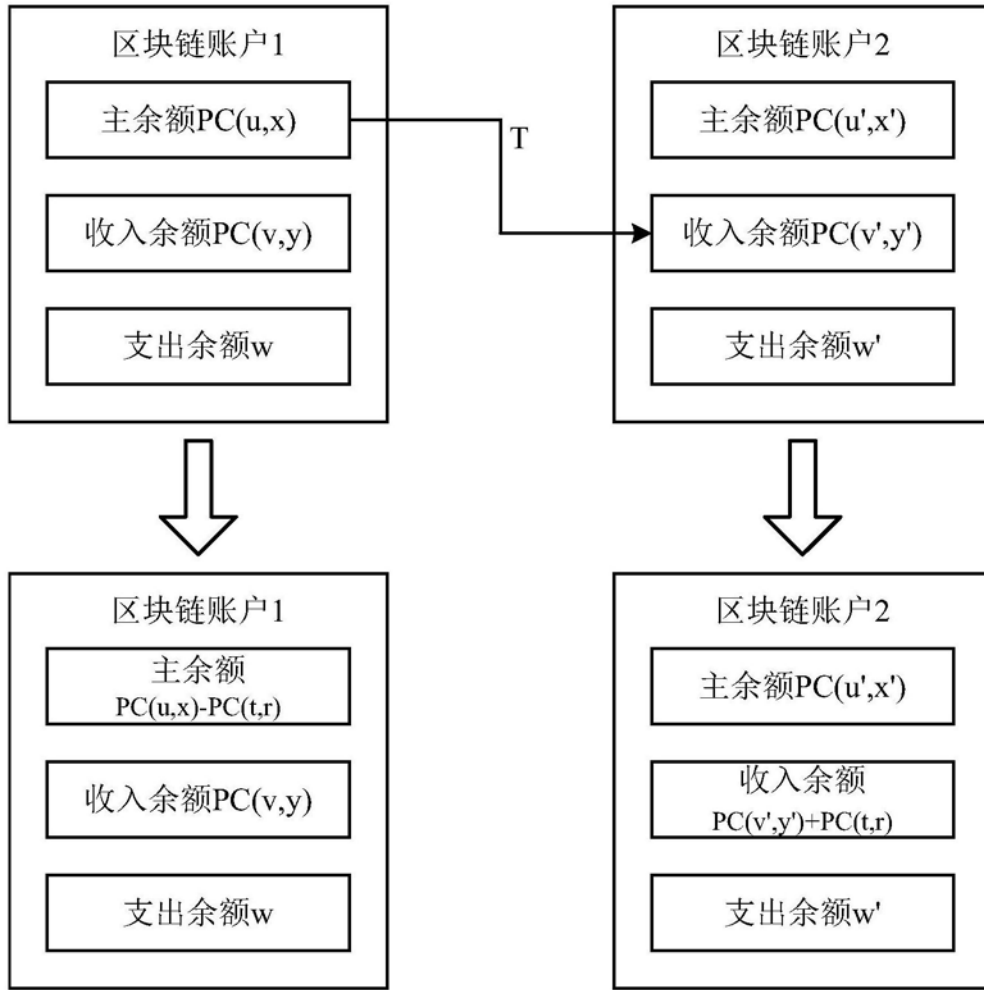 区块链账户1
主余额PC(u,x)
收入余额PC(v,y)
支出余额w
T
区块链账户2
主余额PC(u',x')
收入余额PC(v',y')
支出余额w'
区块链账户1
主余额
PC(u,x)-PC(t,r)
收入余额PC(v,y)
支出余额w
区块链账户2
主余额PC(u',x')
收入余额
PC(v',y')+PC(t,r)
支出余额w'